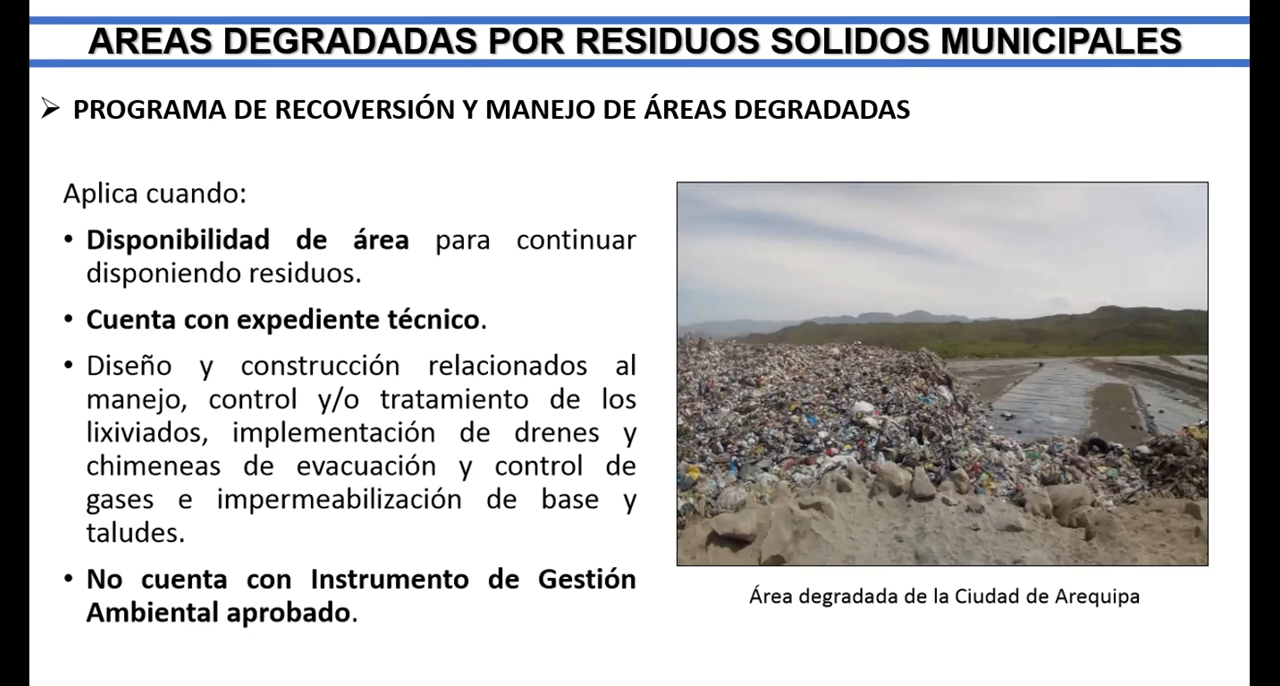 AREAS DEGRADADAS POR RESIDUOS SOLIDOS MUNICIPALES
➢ PROGRAMA DE RECOVERSIÓN Y MANEJO DE ÁREAS DEGRADADAS
Aplica cuando:
• Disponibilidad de área para continuar
disponiendo residuos.
• Cuenta con expediente técnico.
• Diseño y construcción relacionados al
manejo, control y/o tratamiento de los
lixiviados, implementación de drenes y
chimeneas de evacuación y control de
gases e impermeabilización de base y
taludes.
• No cuenta con Instrumento de Gestión
Ambiental aprobado.
Área degradada de la Ciudad de Arequipa